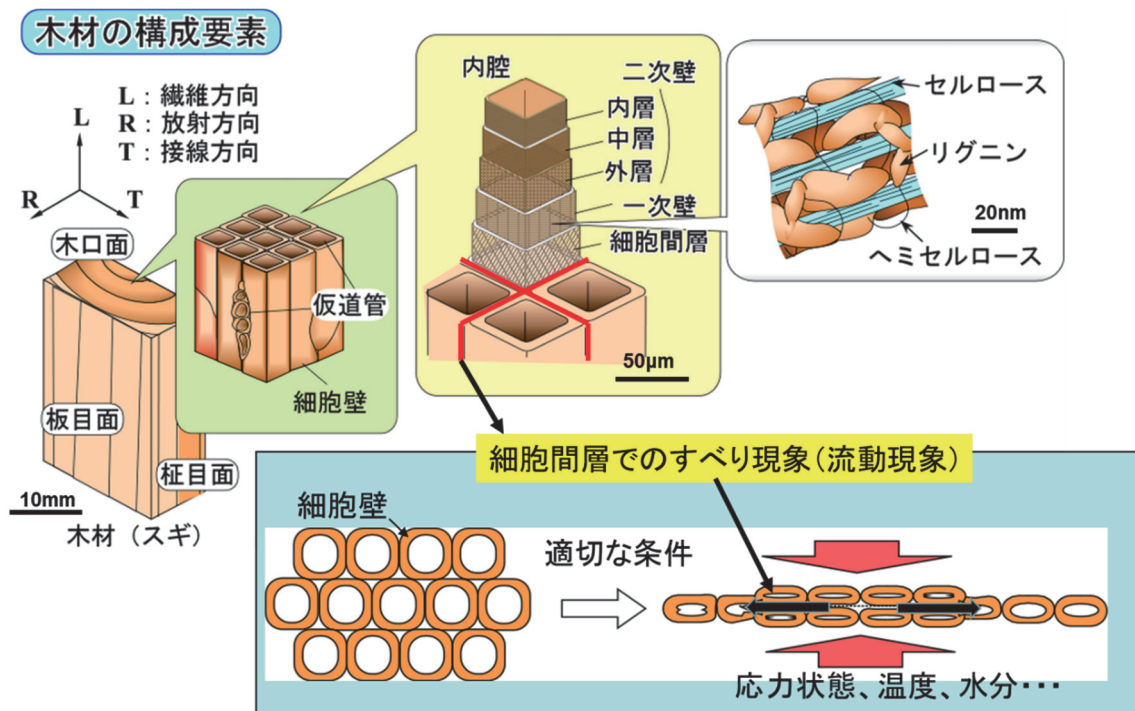 木材の構成要素
L：繊維方向
R：放射方向
T：接線方向
L
R
T
木口面
板目面
柾目面
10mm
木材（スギ）
仮道管
細胞壁
内腔
二次壁
内層
中層
外層
一次壁
細胞間層
50μm
セルロース
リグニン
20nm
ヘミセルロース
細胞間層でのすべり現象（流動現象）
細胞壁
適切な条件
応力状態、温度、水分･･･